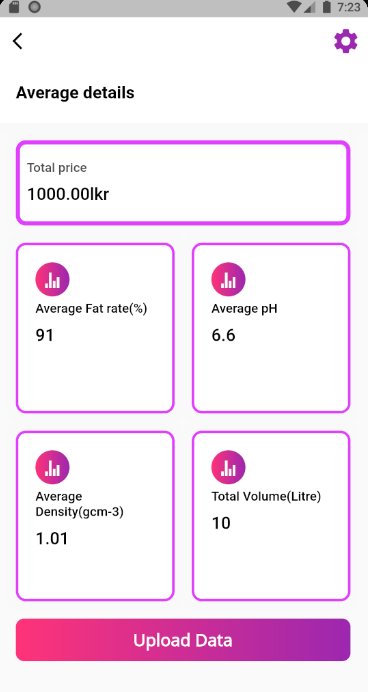 7:23
Average details
Total price
1000.00lkr
Average Fat rate(%)
91
Average pH
6.6
Average
Density(gcm-3)
1.01
Total Volume(Litre)
10
Upload Data